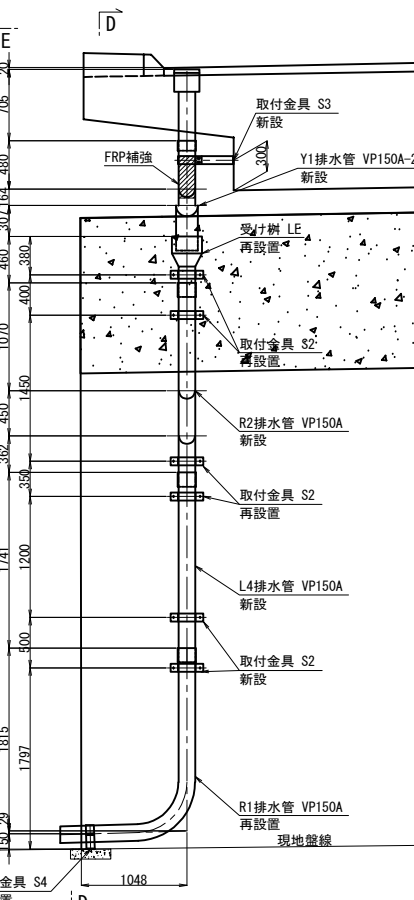 D
E
20
705
取付金具 S3
新設
300
480
FRP補強
Y1排水管 VP150A-2
新設
164
307
受け桝 LE
再設置
380
460
400
1070
取付金具 S2
再設置
1450
450
R2排水管 VP150A
新設
362
350
取付金具 S2
再設置
1200
1741
L4排水管 VP150A
新設
500
取付金具 S2
新設
1815
1797
R1排水管 VP150A
再設置
29
150
現地盤線
金具 S4
1048